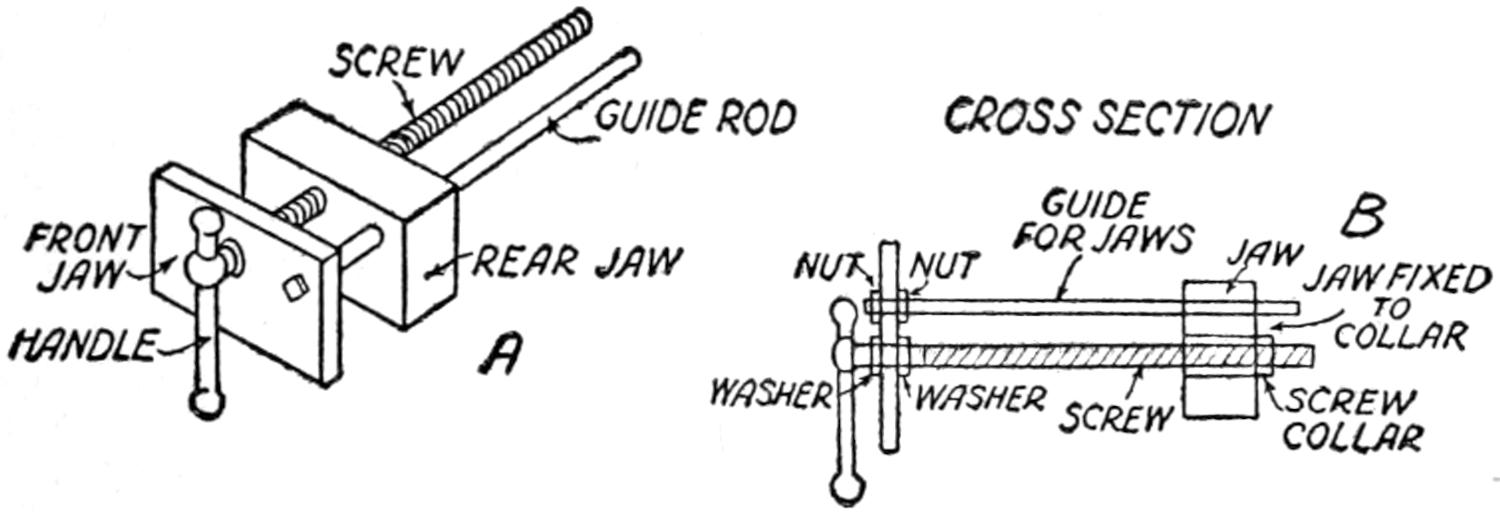 SCREW
GUIDE ROD
FRONT
JAW
REAR JAW
HANDLE
A
CROSS SECTION
B
GUIDE
FOR JAWS
NUT
NUT
JAW
JAW FIXED
TO
COLLAR
WASHER
WASHER
SCREW
SCREW
COLLAR